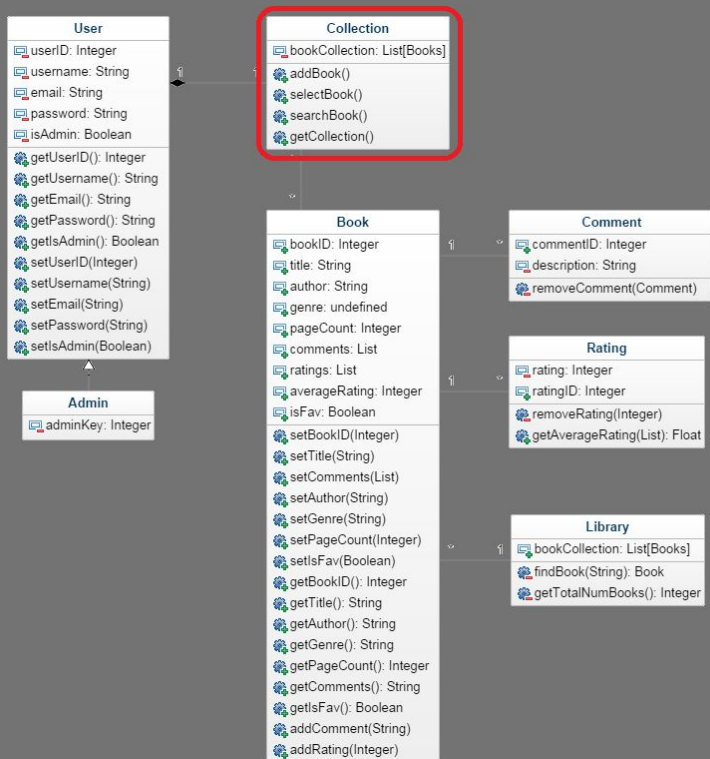 User
userID: Integer
username: String
email: String
password: String
isAdmin: Boolean
getUserID(): Integer
getUsername(): String
getEmail(): String
getPassword(): String
getIsAdmin(): Boolean
setUserID(Integer)
setUsername(String)
setEmail(String)
setPassword(String)
setIsAdmin(Boolean)
Admin
adminKey: Integer
Collection
bookCollection: List[Books]
addBook()
selectBook()
searchBook()
getCollection()
Book
bookID: Integer
title: String
author: String
genre: undefined
pageCount: Integer
comments: List
ratings: List
averageRating: Integer
isFav: Boolean
setBookID(Integer)
setTitle(String)
setComments(List)
setAuthor(String)
setGenre(String)
setPageCount(Integer)
setIsFav(Boolean)
getBookID(): Integer
getTitle(): String
getAuthor(): String
getGenre(): String
getPageCount(): Integer
getComments(): String
getIsFav(): Boolean
addComment(String)
addRating(Integer)
Comment
commentID: Integer
description: String
removeComment(Comment)
Rating
rating: Integer
ratingID: Integer
removeRating(Integer)
getAverageRating(List): Float
Library
bookCollection: List[Books]
findBook(String): Book
getTotalNumBooks(): Integer